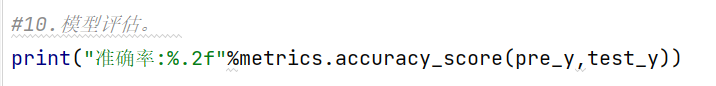 #10.模型评估。
print("准确率:%.2f"%metrics.accuracy_score(pre_y,test_y))